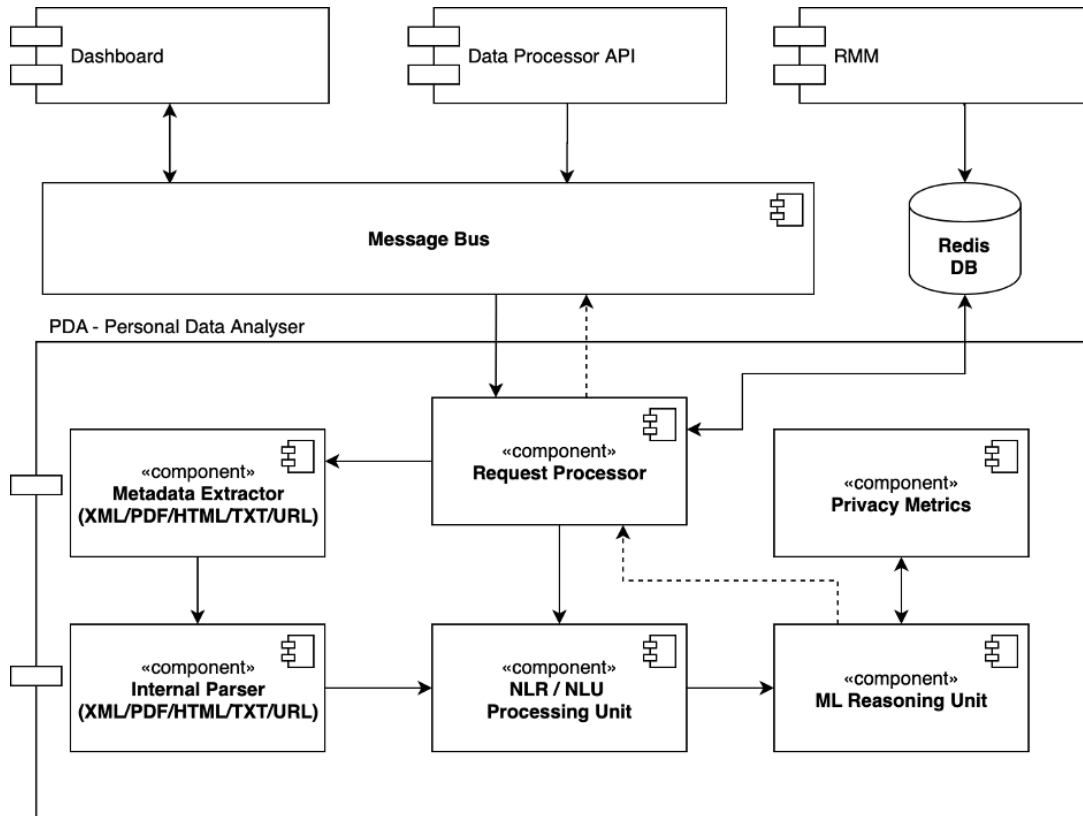 Dashboard
Data Processor API
RMM
Message Bus
Redis
DB
PDA - Personal Data Analyser
«component»
Request Processor
«component»
Metadata Extractor
(XML/PDF/HTML/TXT/URL)
«component»
Privacy Metrics
«component»
Internal Parser
(XML/PDF/HTML/TXT/URL)
«component»
NLR / NLU
Processing Unit
«component»
ML Reasoning Unit